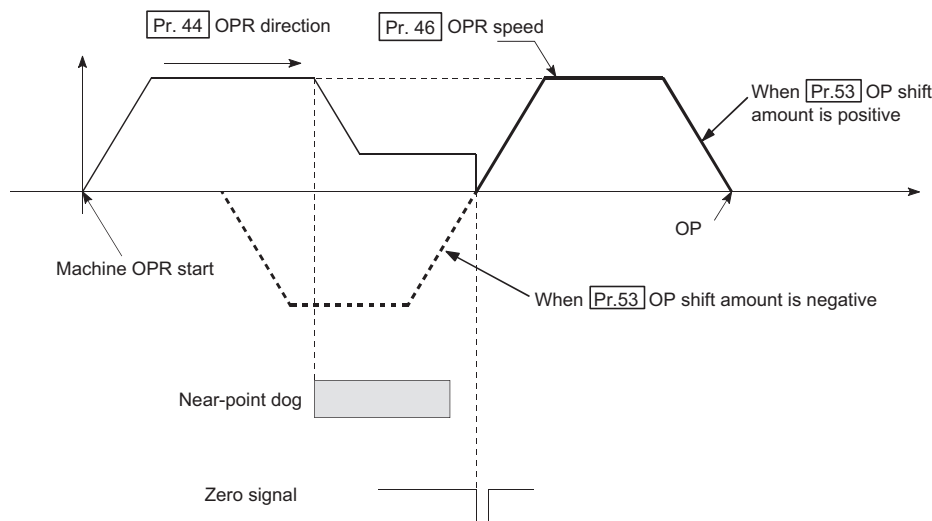 Pr. 44 OPR direction
Pr. 46 OPR speed
When Pr.53 OP shift
amount is positive
OP
Machine OPR start
When Pr.53 OP shift amount is negative
Near-point dog
Zero signal